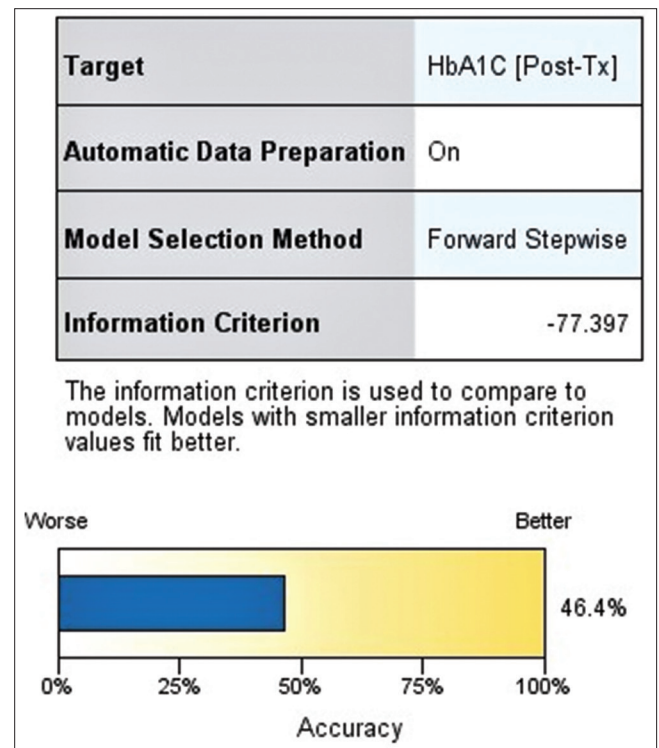 Target HbA1C [Post-Tx]
Automatic Data Preparation On
Model Selection Method Forward Stepwise
Information Criterion -77.397
The information criterion is used to compare to
models. Models with smaller information criterion
values fit better.
Worse Better
46.4%
0% 25% 50% 75% 100%
Accuracy